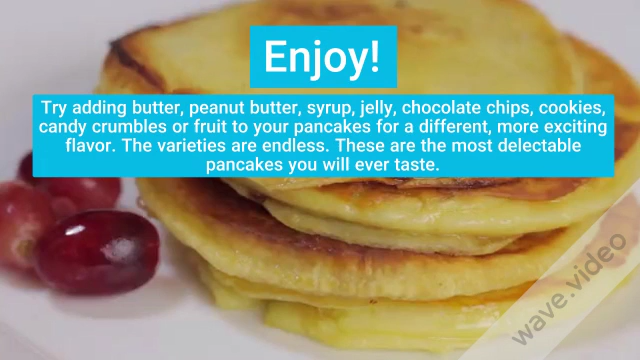 Enjoy!
Try adding butter, peanut butter, syrup, jelly, chocolate chips, cookies,
candy crumbles or fruit to your pancakes for a different, more exciting
flavor. The varieties are endless. These are the most delectable
pancakes you will ever taste.
wave.video